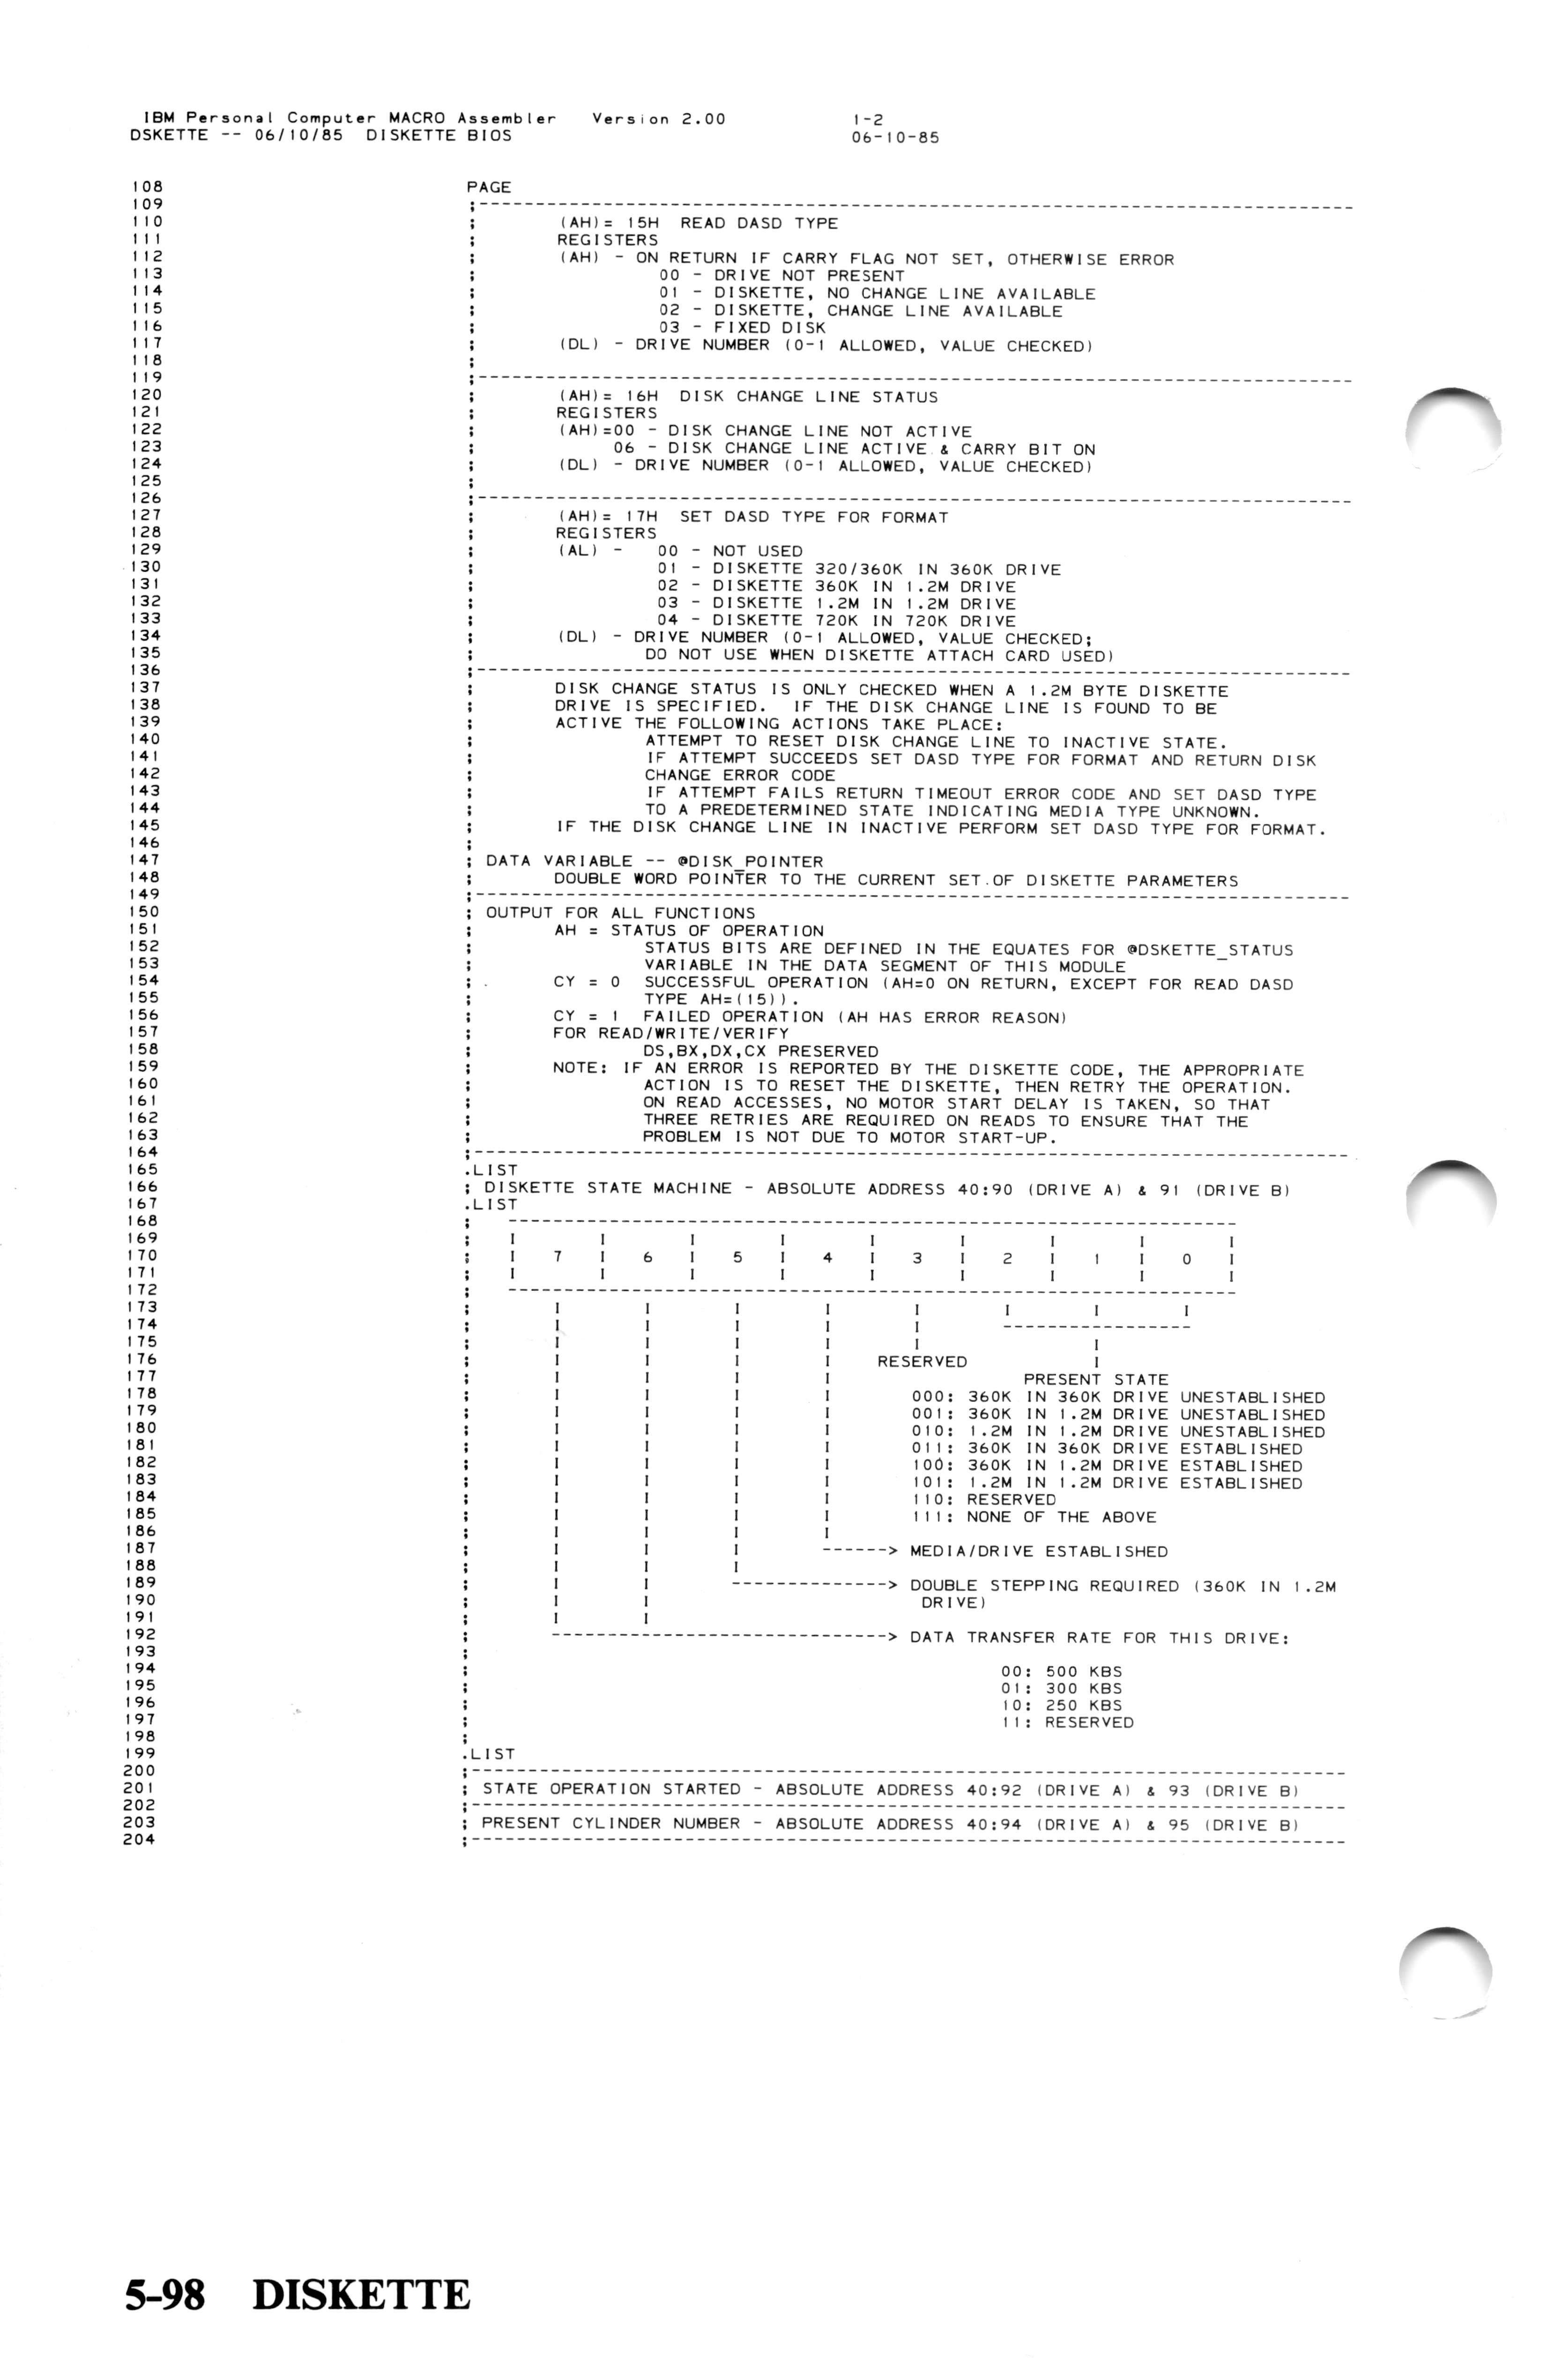 IBM Personal Computer MACRO Assembler   Version 2.00            1-2
DSKETTE -- 06/10/85  DISKETTE BIOS                              06-10-85
108 PAGE
109 ;-----------------------------------------------------------------------------
110 ;       (AH)= 15H  READ DASD TYPE
111 ;       REGISTERS
112 ;       (AH) - ON RETURN IF CARRY FLAG NOT SET, OTHERWISE ERROR
113 ;                00 - DRIVE NOT PRESENT
114 ;                01 - DISKETTE, NO CHANGE LINE AVAILABLE
115 ;                02 - DISKETTE, CHANGE LINE AVAILABLE
116 ;                03 - FIXED DISK
117 ;       (DL) - DRIVE NUMBER (0-1 ALLOWED, VALUE CHECKED)
118 ;
119 ;-----------------------------------------------------------------------------
120 ;       (AH)= 16H  DISK CHANGE LINE STATUS
121 ;       REGISTERS
122 ;       (AH)=00 - DISK CHANGE LINE NOT ACTIVE
123 ;            06 - DISK CHANGE LINE ACTIVE & CARRY BIT ON
124 ;       (DL) - DRIVE NUMBER (0-1 ALLOWED, VALUE CHECKED)
125 ;
126 ;-----------------------------------------------------------------------------
127 ;       (AH)= 17H  SET DASD TYPE FOR FORMAT
128 ;       REGISTERS
129 ;       (AL) -   00 - NOT USED
130 ;                01 - DISKETTE 320/360K IN 360K DRIVE
131 ;                02 - DISKETTE 360K IN 1.2M DRIVE
132 ;                03 - DISKETTE 1.2M IN 1.2M DRIVE
133 ;                04 - DISKETTE 720K IN 720K DRIVE
134 ;       (DL) - DRIVE NUMBER (0-1 ALLOWED, VALUE CHECKED;
135 ;               DO NOT USE WHEN DISKETTE ATTACH CARD USED)
136 ;-----------------------------------------------------------------------------
137 ;       DISK CHANGE STATUS IS ONLY CHECKED WHEN A 1.2M BYTE DISKETTE
138 ;       DRIVE IS SPECIFIED.  IF THE DISK CHANGE LINE IS FOUND TO BE
139 ;       ACTIVE THE FOLLOWING ACTIONS TAKE PLACE:
140 ;               ATTEMPT TO RESET DISK CHANGE LINE TO INACTIVE STATE.
141 ;               IF ATTEMPT SUCCEEDS SET DASD TYPE FOR FORMAT AND RETURN DISK
142 ;               CHANGE ERROR CODE
143 ;               IF ATTEMPT FAILS RETURN TIMEOUT ERROR CODE AND SET DASD TYPE
144 ;               TO A PREDETERMINED STATE INDICATING MEDIA TYPE UNKNOWN.
145 ;       IF THE DISK CHANGE LINE IN INACTIVE PERFORM SET DASD TYPE FOR FORMAT.
146 ;
147 ; DATA VARIABLE -- @DISK_POINTER
148 ;       DOUBLE WORD POINTER TO THE CURRENT SET OF DISKETTE PARAMETERS
149 ;-----------------------------------------------------------------------------
150 ; OUTPUT FOR ALL FUNCTIONS
151 ;       AH = STATUS OF OPERATION
152 ;               STATUS BITS ARE DEFINED IN THE EQUATES FOR @DSKETTE_STATUS
153 ;               VARIABLE IN THE DATA SEGMENT OF THIS MODULE
154 ;       CY = 0  SUCCESSFUL OPERATION (AH=0 ON RETURN, EXCEPT FOR READ DASD
155 ;               TYPE AH=(15)).
156 ;       CY = 1  FAILED OPERATION (AH HAS ERROR REASON)
157 ;       FOR READ/WRITE/VERIFY
158 ;               DS,BX,DX,CX PRESERVED
159 ;       NOTE: IF AN ERROR IS REPORTED BY THE DISKETTE CODE, THE APPROPRIATE
160 ;               ACTION IS TO RESET THE DISKETTE, THEN RETRY THE OPERATION.
161 ;               ON READ ACCESSES, NO MOTOR START DELAY IS TAKEN, SO THAT
162 ;               THREE RETRIES ARE REQUIRED ON READS TO ENSURE THAT THE
163 ;               PROBLEM IS NOT DUE TO MOTOR START-UP.
164 ;-----------------------------------------------------------------------------
165 .LIST
166 ; DISKETTE STATE MACHINE - ABSOLUTE ADDRESS 40:90 (DRIVE A) & 91 (DRIVE B)
167 .LIST
168 ;   -----------------------------------------------------------------
169 ;   I       I       I       I       I       I       I       I       I
170 ;   I   7   I   6   I   5   I   4   I   3   I   2   I   1   I   0   I
171 ;   I       I       I       I       I       I       I       I       I
172 ;   -----------------------------------------------------------------
173 ;       I       I       I       I       I       I       I       I
174 ;       I       I       I       I       I       -----------------
175 ;       I       I       I       I       I               I
176 ;       I       I       I       I    RESERVED           I
177 ;       I       I       I       I                 PRESENT STATE
178 ;       I       I       I       I       000: 360K IN 360K DRIVE UNESTABLISHED
179 ;       I       I       I       I       001: 360K IN 1.2M DRIVE UNESTABLISHED
180 ;       I       I       I       I       010: 1.2M IN 1.2M DRIVE UNESTABLISHED
181 ;       I       I       I       I       011: 360K IN 360K DRIVE ESTABLISHED
182 ;       I       I       I       I       100: 360K IN 1.2M DRIVE ESTABLISHED
183 ;       I       I       I       I       101: 1.2M IN 1.2M DRIVE ESTABLISHED
184 ;       I       I       I       I       110: RESERVED
185 ;       I       I       I       I       111: NONE OF THE ABOVE
186 ;       I       I       I       I
187 ;       I       I       I       ------> MEDIA/DRIVE ESTABLISHED
188 ;       I       I       I
189 ;       I       I       --------------> DOUBLE STEPPING REQUIRED (360K IN 1.2M
190 ;       I       I                        DRIVE)
191 ;       I       I
192 ;       ------------------------------> DATA TRANSFER RATE FOR THIS DRIVE:
193 ;
194 ;                                               00: 500 KBS
195 ;                                               01: 300 KBS
196 ;                                               10: 250 KBS
197 ;                                               11: RESERVED
198 ;
199 .LIST
200 ;-----------------------------------------------------------------------------
201 ; STATE OPERATION STARTED - ABSOLUTE ADDRESS 40:92 (DRIVE A) & 93 (DRIVE B)
202 ;-----------------------------------------------------------------------------
203 ; PRESENT CYLINDER NUMBER - ABSOLUTE ADDRESS 40:94 (DRIVE A) & 95 (DRIVE B)
204 ;-----------------------------------------------------------------------------
5-98   DISKETTE